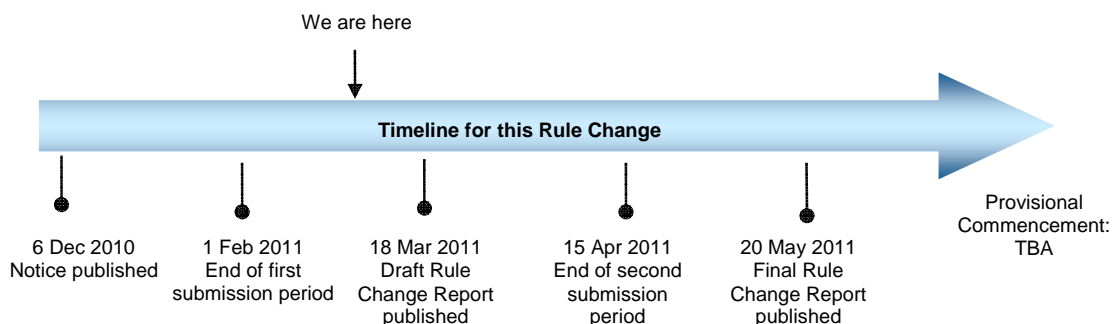 We are here
Timeline for this Rule Change
6 Dec 2010
Notice published
1 Feb 2011
End of first
submission period
18 Mar 2011
Draft Rule
Change Report
published
15 Apr 2011
End of second
submission
period
20 May 2011
Final Rule
Change Report
published
Provisional
Commencement:
TBA